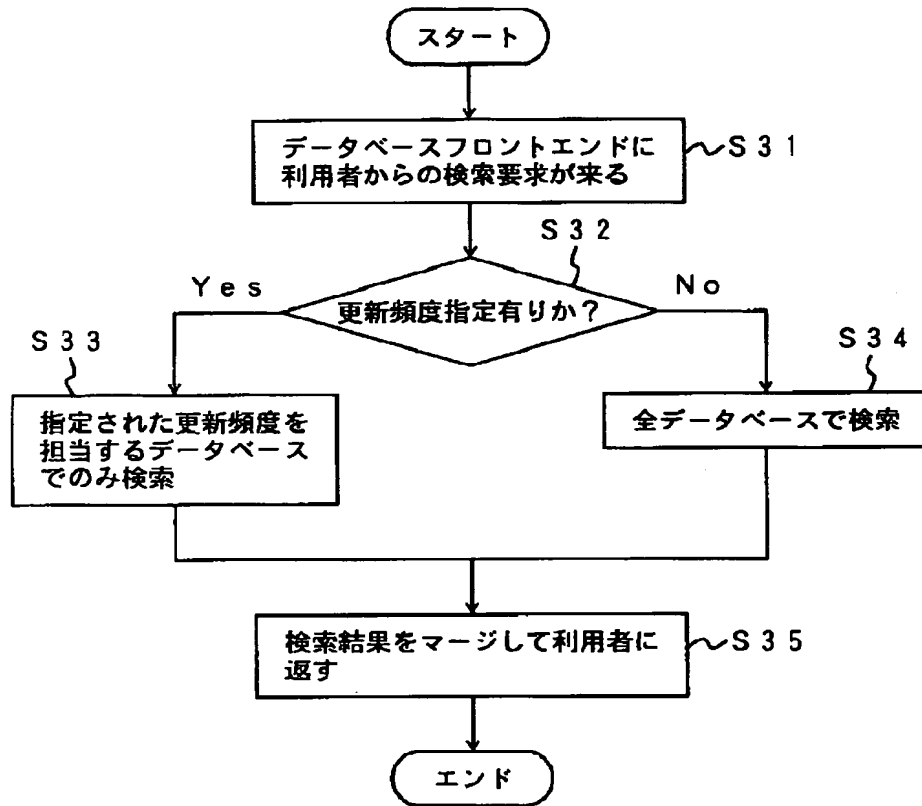 スタート
データベースフロントエンドに
利用者からの検索要求が来る
S31
S32
更新頻度指定有りか?
Yes
No
S33
指定された更新頻度を
担当するデータベース
でのみ検索
S34
全データベースで検索
検索結果をマージして利用者に
返す
S35
エンド